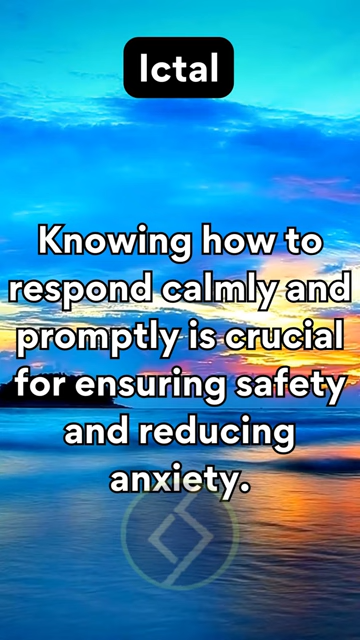 Ictal
Knowing how to
respond calmly and
promptly is crucial
for ensuring safety
and reducing
anxiety.